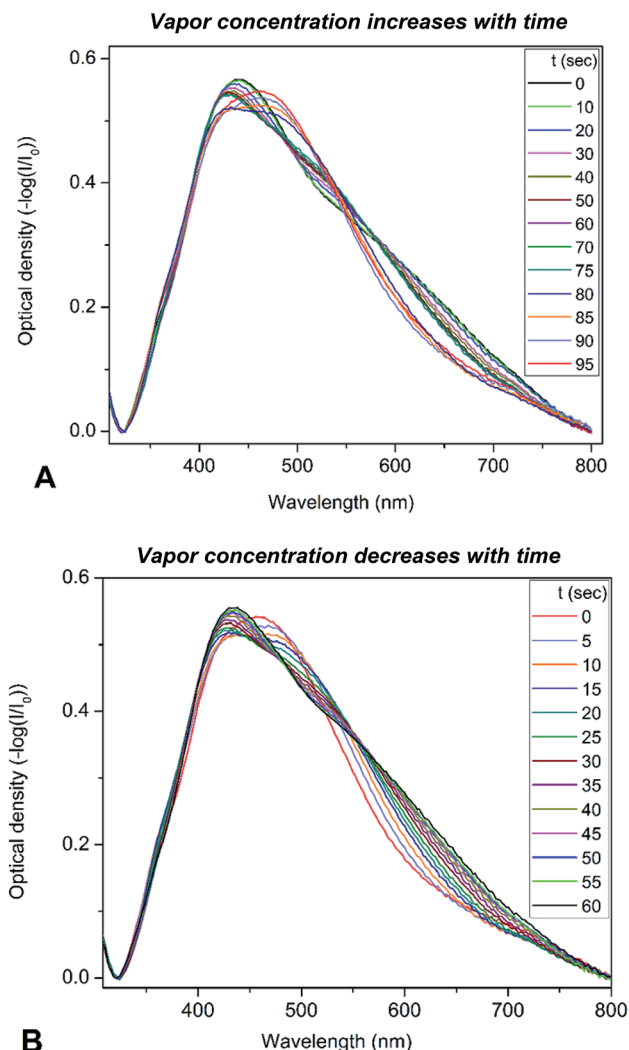 Vapor concentration increases with time
0.6
0.4
0.2
0.0
Optical density (-log(I/I0))
t (sec)
0
10
20
30
40
50
60
70
75
80
85
90
95
400 500 600 700 800
Wavelength (nm)
A
Vapor concentration decreases with time
0.6
0.4
0.2
0.0
Optical density (-log(I/I0))
t (sec)
0
5
10
15
20
25
30
35
40
45
50
55
60
400 500 600 700 800
Wavelength (nm)
B